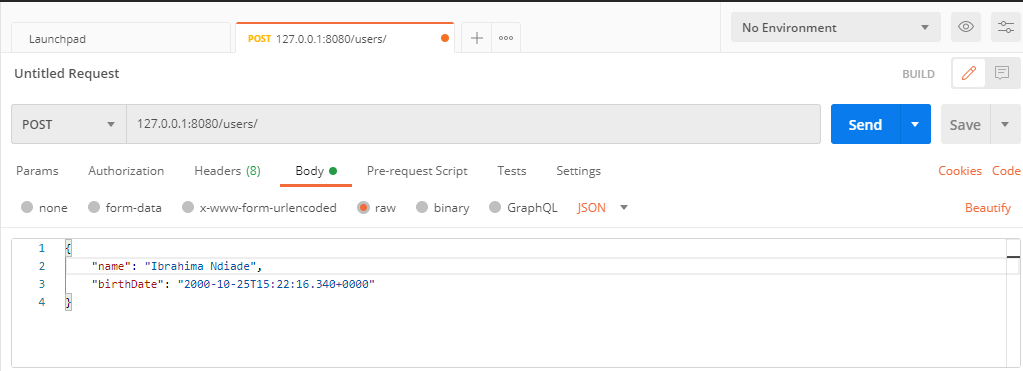 Launchpad
POST 127.0.0.1:8080/users/
No Environment
Untitled Request
BUILD
POST
127.0.0.1:8080/users/
Send
Save
Params Authorization Headers (8) Body Pre-request Script Tests Settings Cookies Code
none form-data x-www-form-urlencoded raw binary GraphQL JSON Beautify
1 {
2 "name": "Ibrahima Ndiade",
3 "birthDate": "2000-10-25T15:22:16.340+0000"
4 }